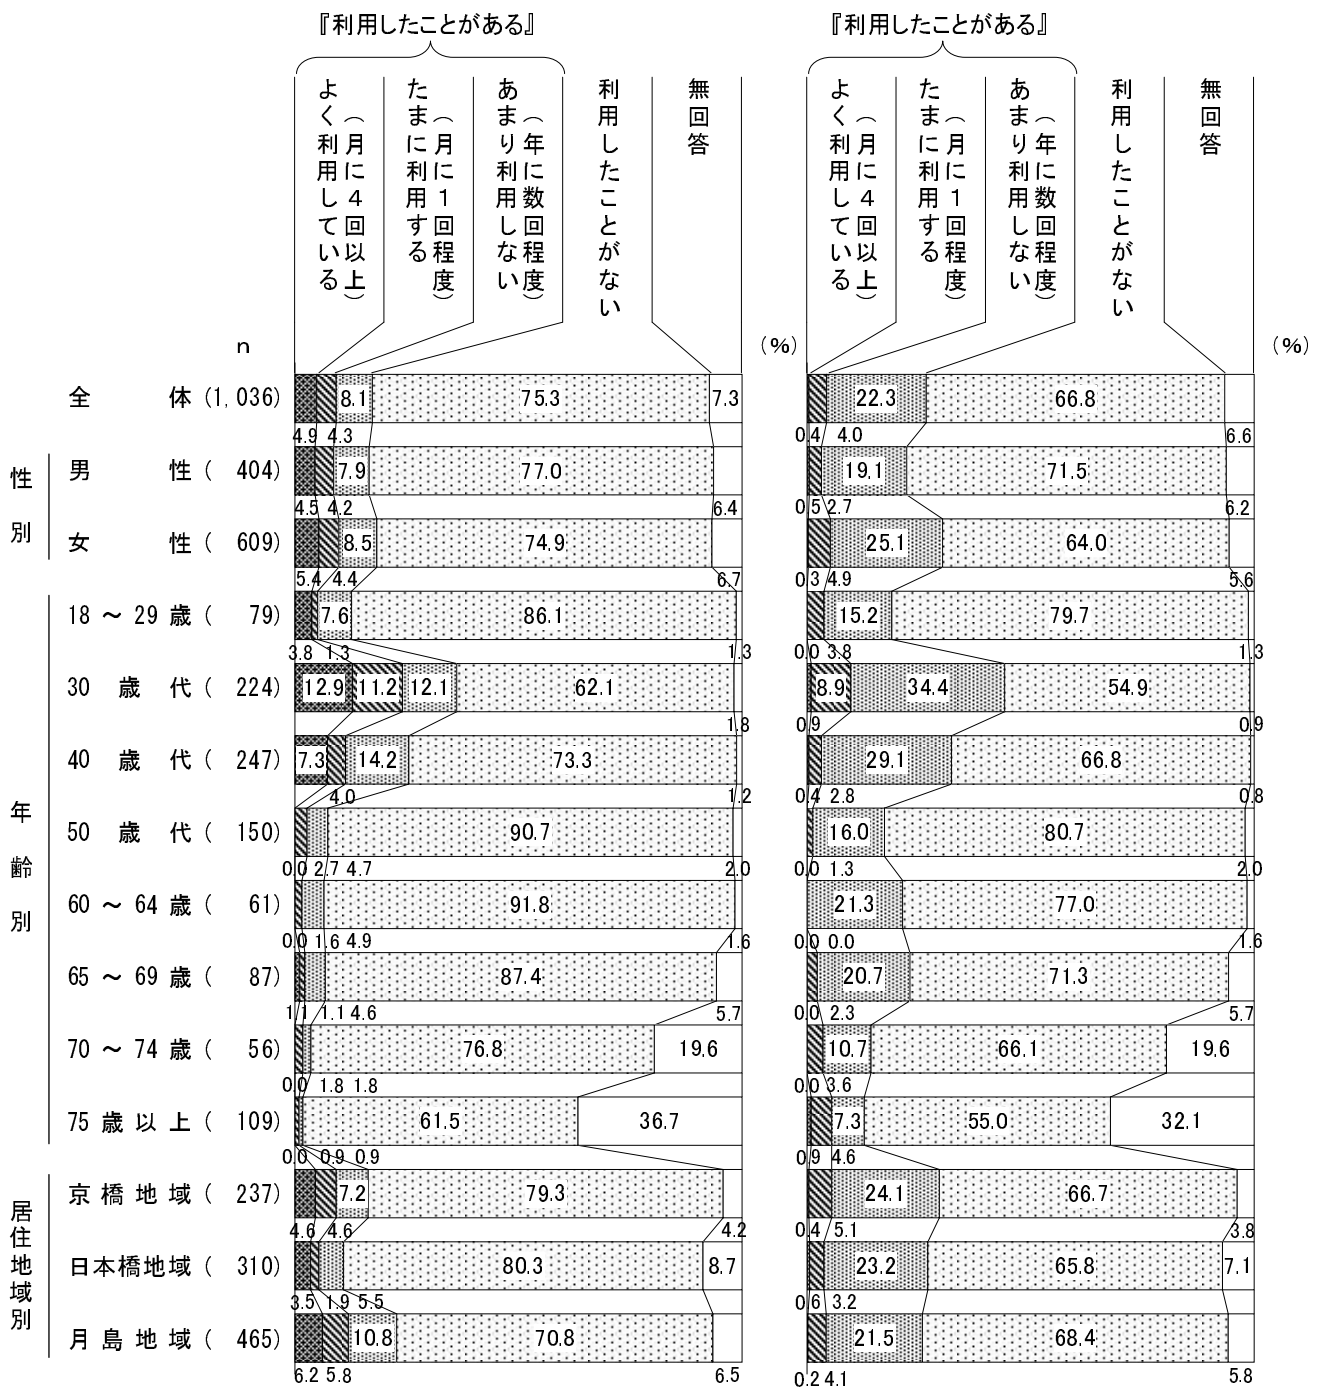 『利用したことがある』 『利用したことがある』
よく利用している
（月に４回以上）
たまに利用する
（月に１回程度）
あまり利用しない
（年に数回程度）
利用したことがない
無回答
よく利用している
（月に４回以上）
たまに利用する
（月に１回程度）
あまり利用しない
（年に数回程度）
利用したことがない
無回答
n (%) (%)
全体 (1,036) 8.1 75.3 7.3 22.3 66.8
4.9 4.3 0.4 4.0 6.6
性別
男性 ( 404) 7.9 77.0 19.1 71.5
4.5 4.2 6.4 0.5 2.7 6.2
女性 ( 609) 8.5 74.9 25.1 64.0
5.4 4.4 6.7 0.3 4.9 5.6
年齢別
18～29歳 ( 79) 7.6 86.1 15.2 79.7
3.8 1.3 1.3 0.0 3.8 1.3
30歳代 ( 224) 12.9 11.2 12.1 62.1 8.9 34.4 54.9
1.8 0.9 0.9
40歳代 ( 247) 7.3 14.2 73.3 29.1 66.8
4.0 1.2 0.4 2.8 0.8
50歳代 ( 150) 90.7 16.0 80.7
0.0 2.7 4.7 2.0 0.0 1.3 2.0
60～64歳 ( 61) 91.8 21.3 77.0
0.0 1.6 4.9 1.6 0.0 0.0 1.6
65～69歳 ( 87) 87.4 20.7 71.3
1.1 1.1 4.6 5.7 0.0 2.3 5.7
70～74歳 ( 56) 76.8 19.6 10.7 66.1 19.6
0.0 1.8 1.8 0.0 3.6
75歳以上 ( 109) 61.5 36.7 7.3 55.0 32.1
0.0 0.9 0.9 0.9 4.6
居住地域別
京橋地域 ( 237) 7.2 79.3 24.1 66.7
4.6 4.6 4.2 0.4 5.1 3.8
日本橋地域 ( 310) 80.3 8.7 23.2 65.8 7.1
3.5 1.9 5.5 0.6 3.2
月島地域 ( 465) 10.8 70.8 21.5 68.4
6.2 5.8 6.5 0.2 4.1 5.8